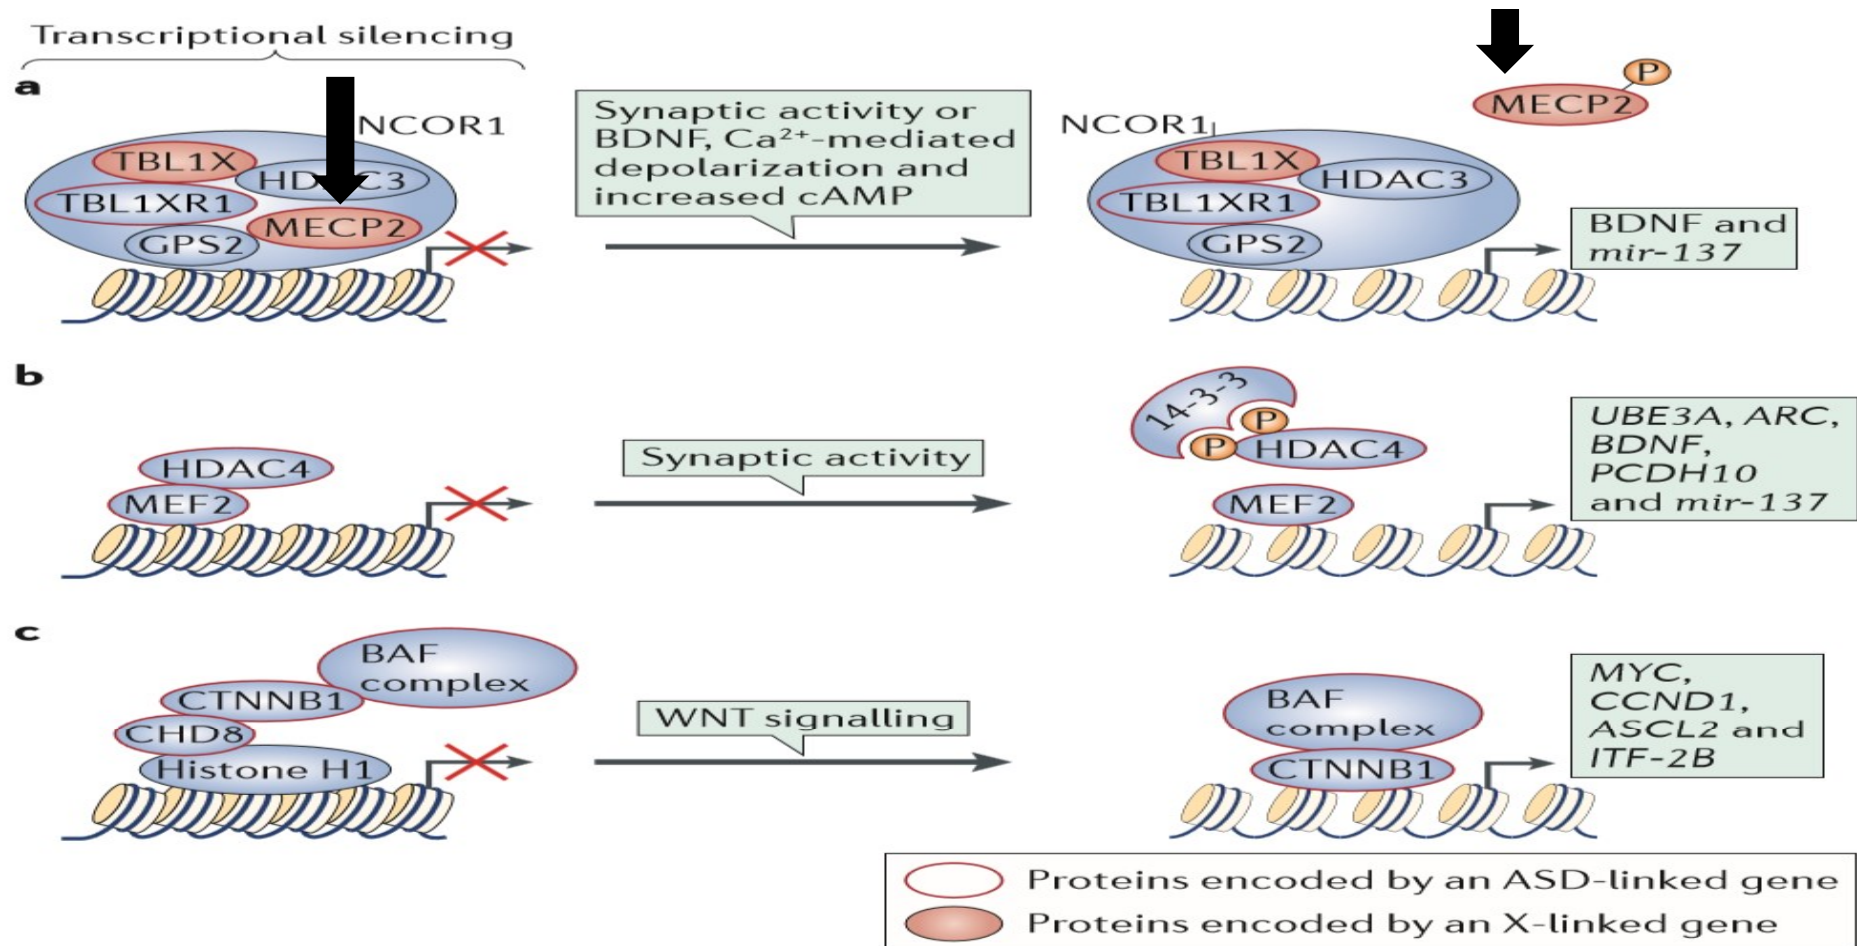 Transcriptional silencing
a
NCOR1
TBL1X
HDAC3
TBL1XR1
MECP2
GPS2
Synaptic activity or
BDNF, Ca²⁺-mediated
depolarization and
increased cAMP
NCOR1
TBL1X
HDAC3
TBL1XR1
GPS2
MECP2
P
BDNF and
mir-137
b
HDAC4
MEF2
Synaptic activity
14-3-3
P
P
HDAC4
MEF2
UBE3A, ARC,
BDNF,
PCDH10
and mir-137
c
BAF
complex
CTNNB1
CHD8
Histone H1
WNT signalling
BAF
complex
CTNNB1
MYC,
CCND1,
ASCL2 and
ITF-2B
Proteins encoded by an ASD-linked gene
Proteins encoded by an X-linked gene